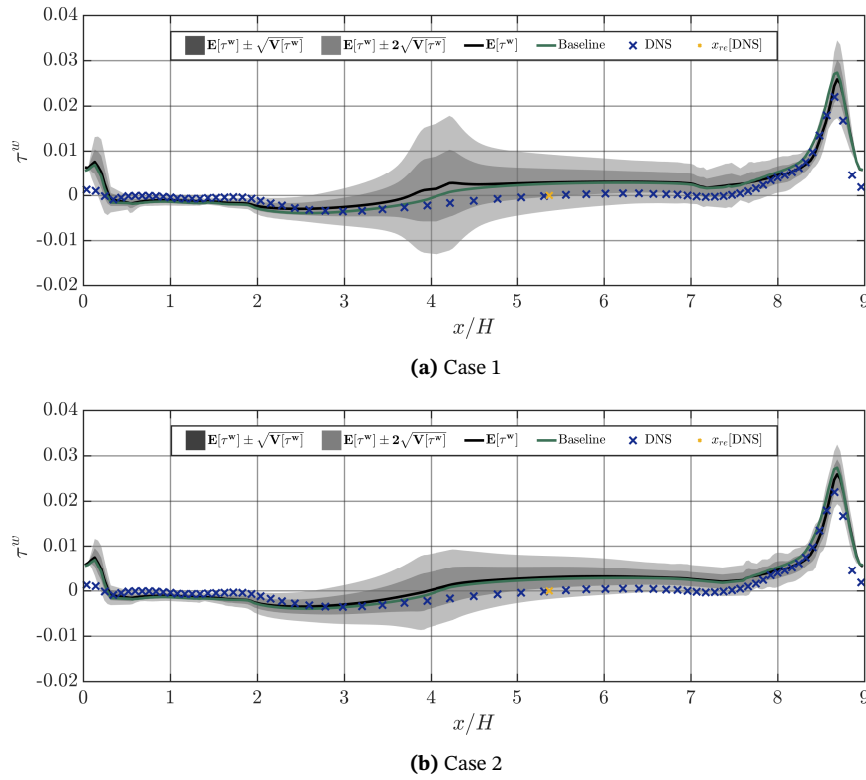 0.04
E[τ^w] ± √V[τ^w] E[τ^w] ± 2√V[τ^w] E[τ^w] Baseline DNS x_re[DNS]
0.03
0.02
τ^w
0.01
0
-0.01
-0.02
0 1 2 3 4 5 6 7 8 9
x/H
(a) Case 1
0.04
E[τ^w] ± √V[τ^w] E[τ^w] ± 2√V[τ^w] E[τ^w] Baseline DNS x_re[DNS]
0.03
0.02
τ^w
0.01
0
-0.01
-0.02
0 1 2 3 4 5 6 7 8 9
x/H
(b) Case 2